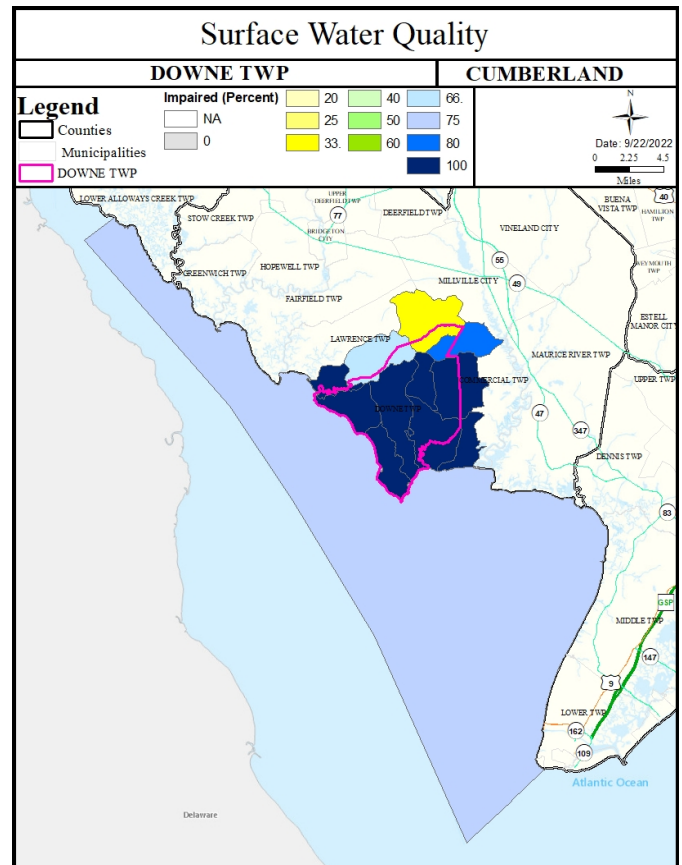 Surface Water Quality
DOWNE TWP
CUMBERLAND
Legend
Counties
Municipalities
DOWNE TWP
Impaired (Percent)
NA
0
20
25
33.
40
50
60
66.
75
80
100
N
Date: 9/22/2022
0 2.25 4.5
Miles
LOWER ALLOWAYS CREEK TWP
STOW CREEK TWP
UPPER
DEERFIELD TWP
77
DEERFIELD TWP
BRIDGETON
CITY
BUENA
VISTA TWP
40
HAMILTON
TWP
VINELAND CITY
55
GREENWICH TWP
HOPEWELL TWP
WEYMOUTH
TWP
MILLVILLE CITY
49
FAIRFIELD TWP
ESTELL
MANOR CITY
LAWRENCE TWP
MAURICE RIVER TWP
UPPER TWP
COMMERCIAL TWP
DOWNE TWP
47
347
DENNIS TWP
83
GSP
MIDDLE TWP
147
9
LOWER TWP
162
109
Atlantic Ocean
Delaware